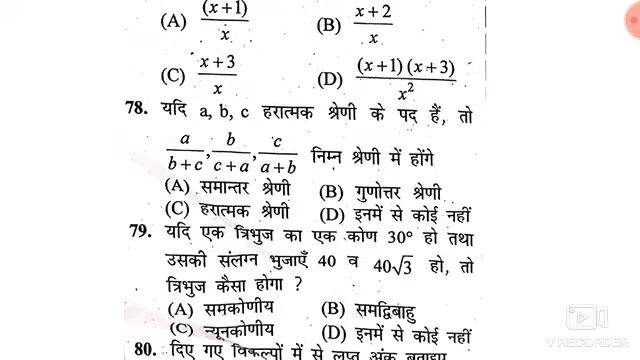 (A) (x+1)/x (B) x+2/x
(C) x+3/x (D) (x+1)(x+3)/x²
78. यदि a, b, c हरात्मक श्रेणी के पद हैं, तो
a/b+c, b/c+a, c/a+b निम्न श्रेणी में होंगे
(A) समान्तर श्रेणी (B) गुणोत्तर श्रेणी
(C) हरात्मक श्रेणी (D) इनमें से कोई नहीं
79. यदि एक त्रिभुज का एक कोण 30° हो तथा
उसकी संलग्न भुजाएँ 40 व 40√3 हो, तो
त्रिभुज कैसा होगा ?
(A) समकोणीय (B) समद्विबाहु
(C) न्यूनकोणीय (D) इनमें से कोई नहीं
80. दिए गए विकल्पों में से लुप्त अंक बताइए
V RECORDER